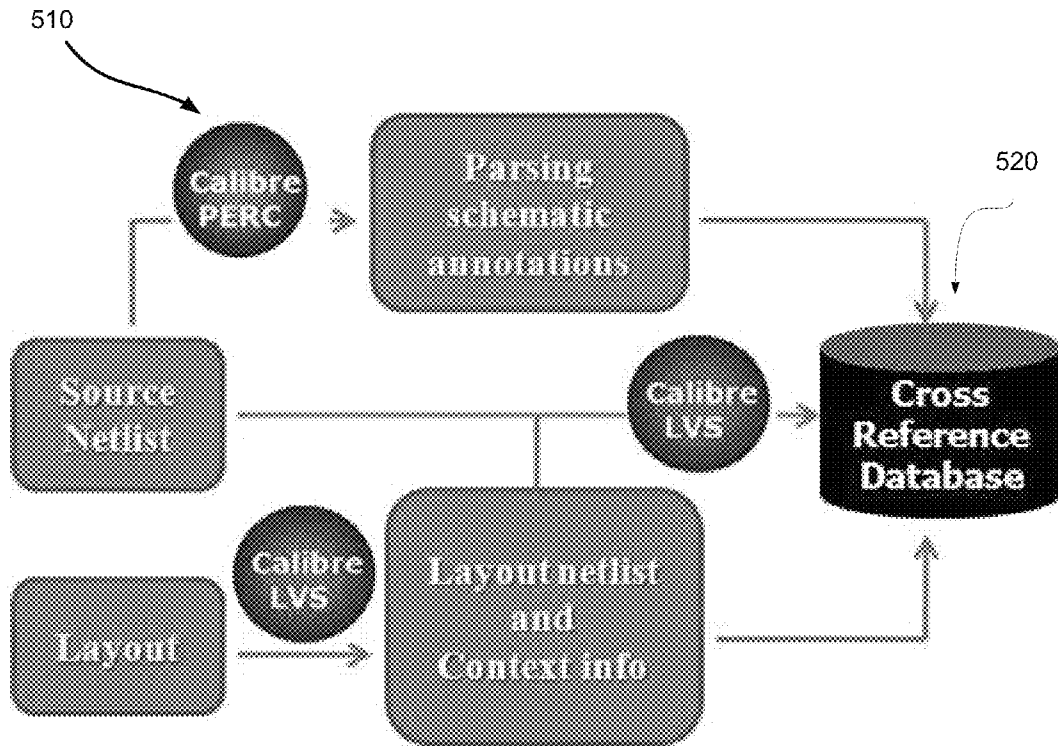 510
Calibre
PERC
Parsing
schematic
annotations
520
Source
Netlist
Calibre
LVS
Cross
Reference
Database
Calibre
LVS
Layout
Layout netlist
and
Context info